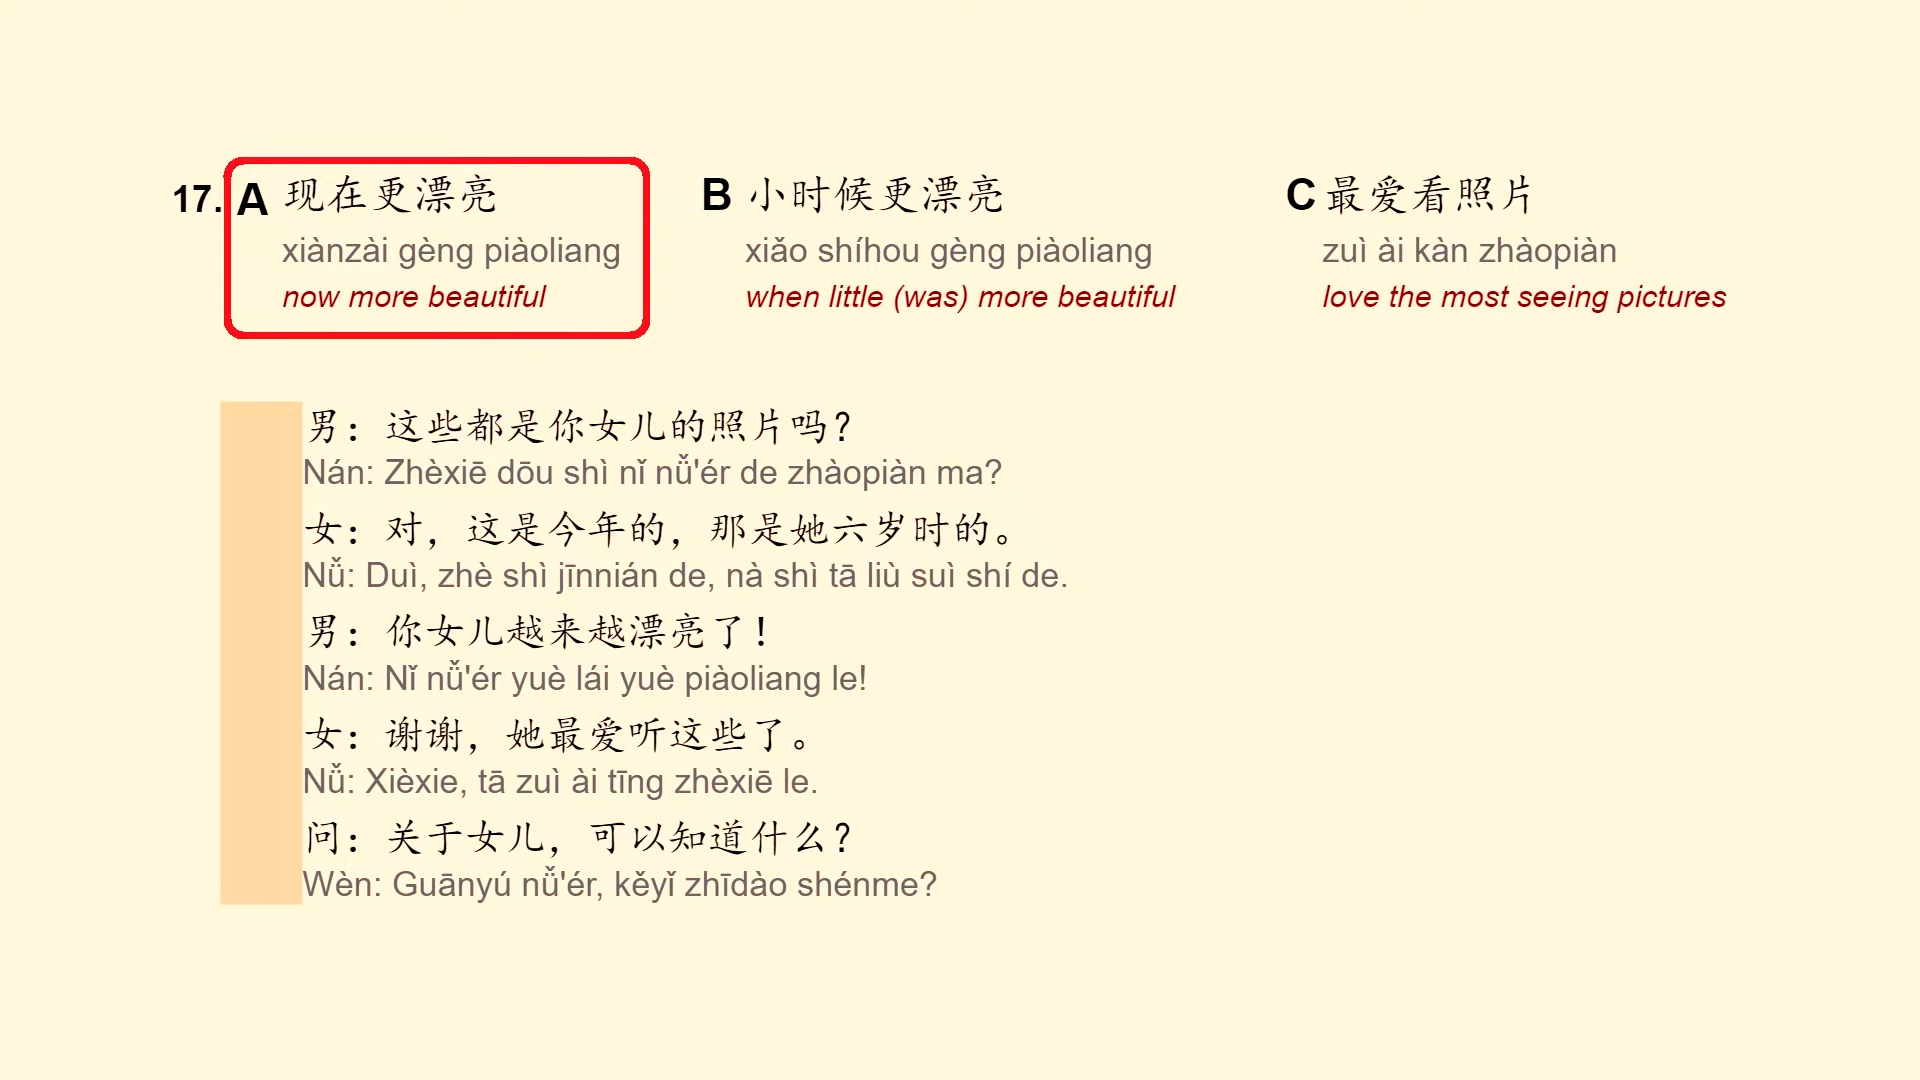 17. A 现在更漂亮 B 小时候更漂亮 C 最爱看照片
xiànzài gèng piàoliang xiǎo shíhou gèng piàoliang zuì ài kàn zhàopiàn
now more beautiful when little (was) more beautiful love the most seeing pictures
男：这些都是你女儿的照片吗？
Nán: Zhèxiē dōu shì nǐ nǚ'ér de zhàopiàn ma?
女：对，这是今年的，那是她六岁时的。
Nǚ: Duì, zhè shì jīnnián de, nà shì tā liù suì shí de.
男：你女儿越来越漂亮了！
Nán: Nǐ nǚ'ér yuè lái yuè piàoliang le!
女：谢谢，她最爱听这些了。
Nǚ: Xièxie, tā zuì ài tīng zhèxiē le.
问：关于女儿，可以知道什么？
Wèn: Guānyú nǚ'ér, kěyǐ zhīdào shénme?